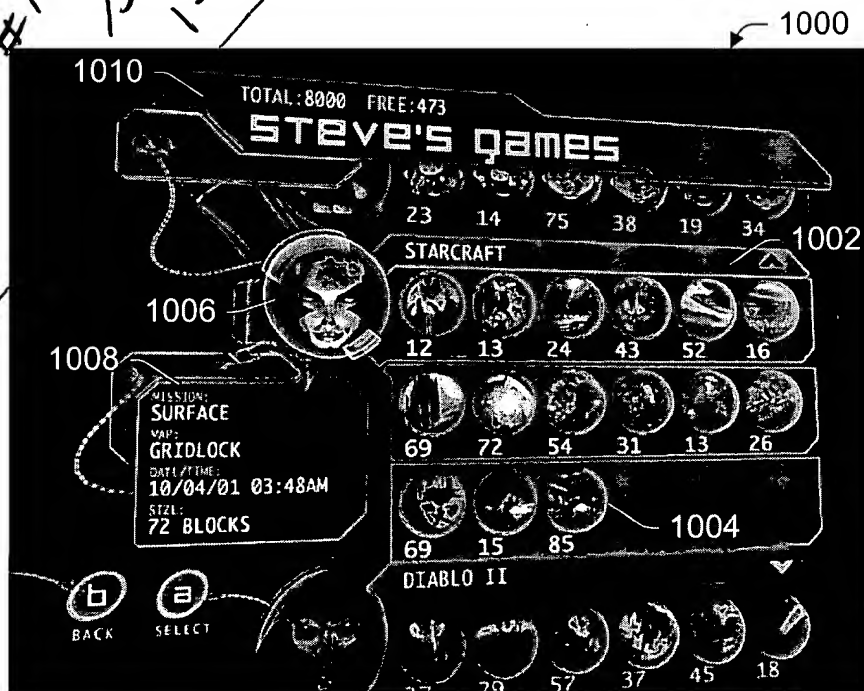 1000
1010
TOTAL:8000 FREE:473
STEVE'S games
23 14 75 38 19 34
1002
STARCRAFT
1006
12 13 24 43 52 16
1008
MISSION:
SURFACE
MAP:
GRIDLOCK
DATE/TIME:
10/04/01 03:48AM
SIZE:
72 BLOCKS
69 72 54 31 13 26
1004
69 15 85
DIABLO II
b a
BACK SELECT
29 57 37 45 18